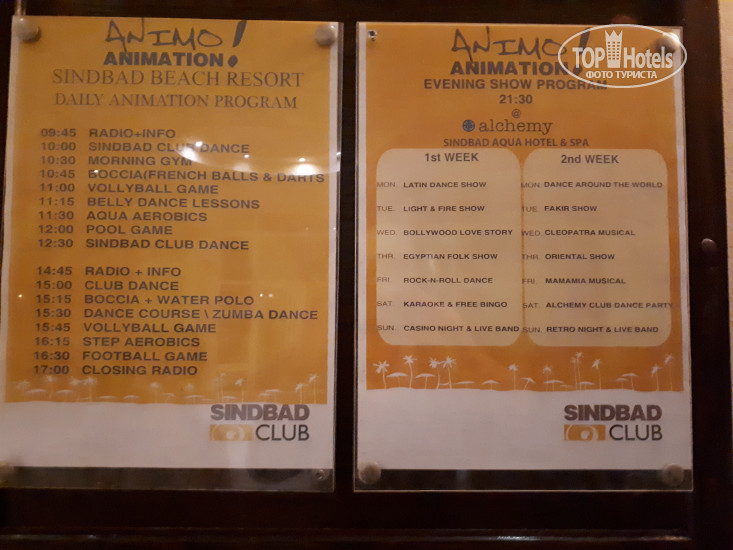 ANIMO!
ANIMATION
SINDBAD BEACH RESORT
DAILY ANIMATION PROGRAM
09:45 RADIO+INFO
10:00 SINDBAD CLUB DANCE
10:30 MORNING GYM
10:45 BOCCIA(FRENCH BALLS & DARTS
11:00 VOLLYBALL GAME
11:15 BELLY DANCE LESSONS
11:30 AQUA AEROBICS
12:00 POOL GAME
12:30 SINDBAD CLUB DANCE
14:45 RADIO + INFO
15:00 CLUB DANCE
15:15 BOCCIA + WATER POLO
15:30 DANCE COURSE \ ZUMBA DANCE
15:45 VOLLYBALL GAME
16:15 STEP AEROBICS
16:30 FOOTBALL GAME
17:00 CLOSING RADIO
SINDBAD
CLUB
ANIMO!
ANIMATION
EVENING SHOW PROGRAM
21:30
@
alchemy
SINDBAD AQUA HOTEL & SPA
1st WEEK
MON. LATIN DANCE SHOW
TUE. LIGHT & FIRE SHOW
WED. BOLLYWOOD LOVE STORY
THR. EGYPTIAN FOLK SHOW
FRI. ROCK-N-ROLL DANCE
SAT. KARAOKE & FREE BINGO
SUN. CASINO NIGHT & LIVE BAND
2nd WEEK
MON. DANCE AROUND THE WORLD
TUE. FAKIR SHOW
WED. CLEOPATRA MUSICAL
THR. ORIENTAL SHOW
FRI. MAMAMIA MUSICAL
SAT. ALCHEMY CLUB DANCE PARTY
SUN. RETRO NIGHT & LIVE BAND
SINDBAD
CLUB
TOP Hotels
ФОТО ТУРИСТА